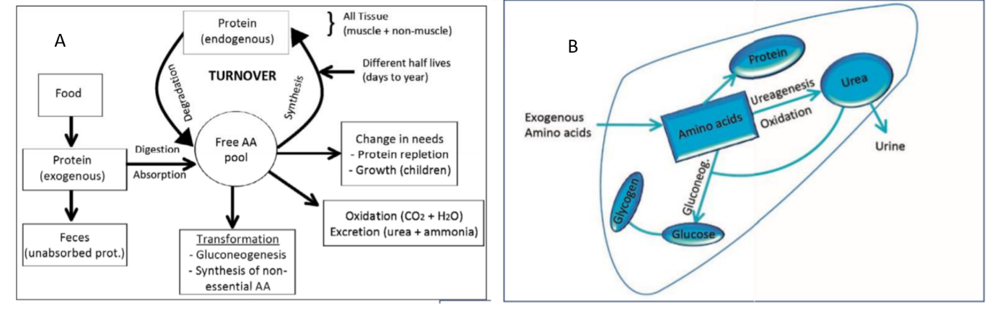 A
Protein
(endogenous)
All Tissue
(muscle + non-muscle)
Different half lives
(days to year)
TURNOVER
Degradation
Synthesis
Food
Protein
(exogenous)
Digestion
Absorption
Free AA
pool
Feces
(unabsorbed prot.)
Change in needs
- Protein repletion
- Growth (children)
Oxidation (CO2 + H2O)
Excretion (urea + ammonia)
Transformation
- Gluconeogenesis
- Synthesis of non-
essential AA
B
Protein
Urea
Ureagenesis
Oxidation
Exogenous
Amino acids
Amino acids
Urine
Gluconeog.
Glycogen
Glucose